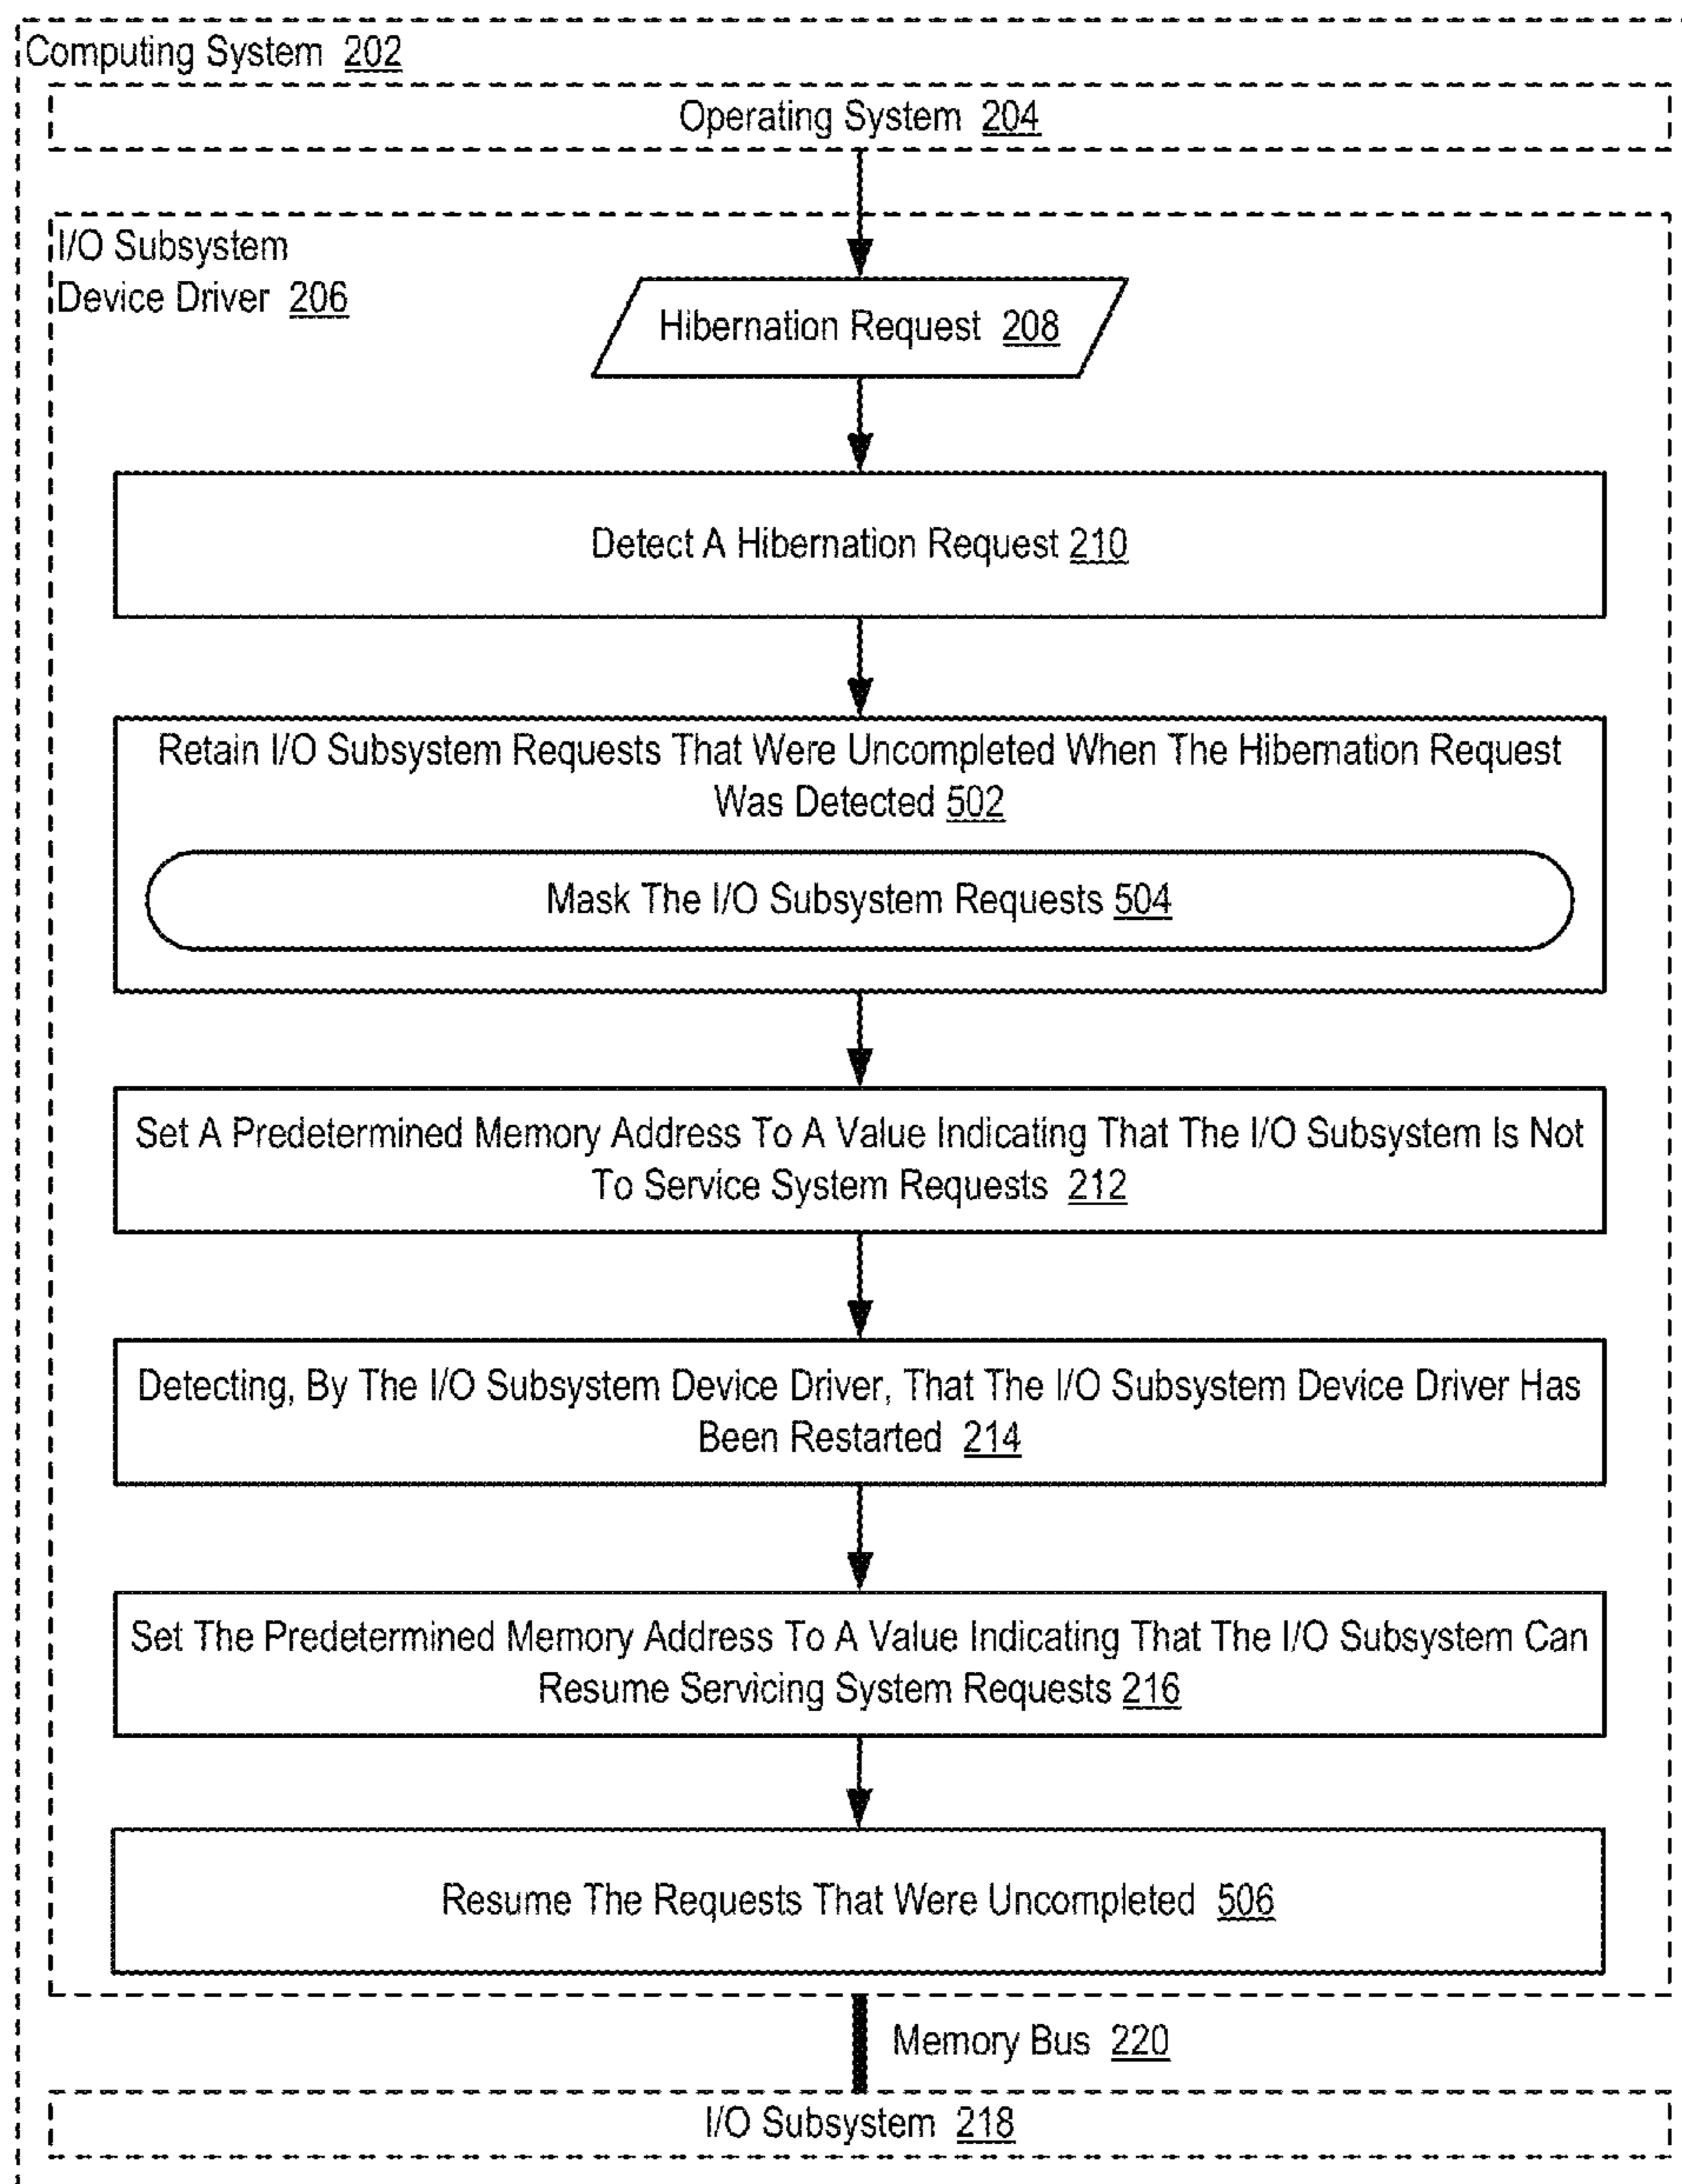 Computing System 202
Operating System 204
I/O Subsystem
Device Driver 206
Hibernation Request 208
Detect A Hibernation Request 210
Retain I/O Subsystem Requests That Were Uncompleted When The Hibernation Request
Was Detected 502
Mask The I/O Subsystem Requests 504
Set A Predetermined Memory Address To A Value Indicating That The I/O Subsystem Is Not
To Service System Requests 212
Detecting, By The I/O Subsystem Device Driver, That The I/O Subsystem Device Driver Has
Been Restarted 214
Set The Predetermined Memory Address To A Value Indicating That The I/O Subsystem Can
Resume Servicing System Requests 216
Resume The Requests That Were Uncompleted 506
Memory Bus 220
I/O Subsystem 218